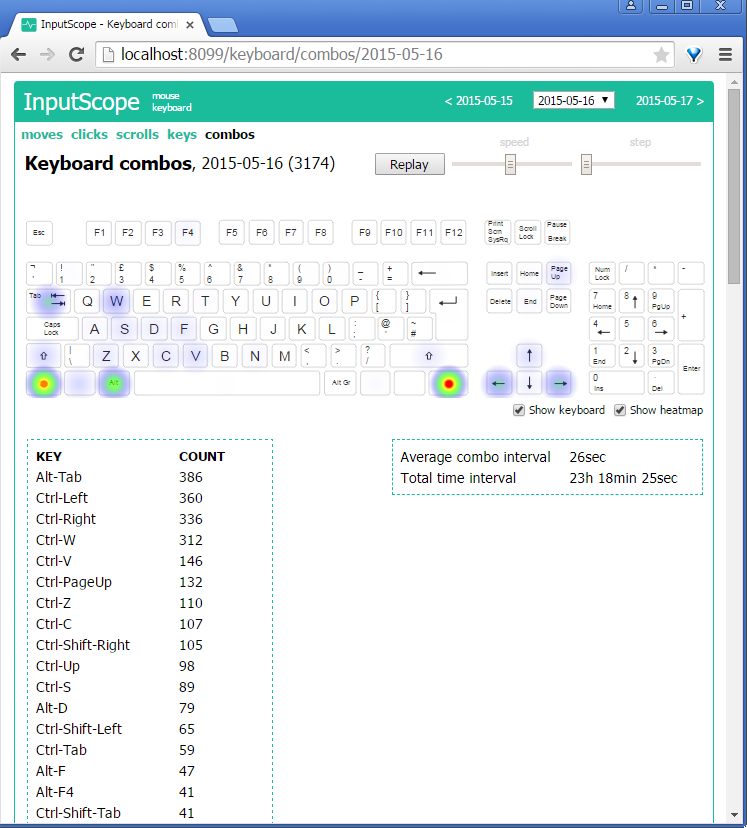 InputScope - Keyboard com
localhost:8099/keyboard/combos/2015-05-16
InputScope mouse keyboard < 2015-05-15 2015-05-16 2015-05-17 >
moves clicks scrolls keys combos
speed step
Keyboard combos, 2015-05-16 (3174) Replay
Esc F1 F2 F3 F4 F5 F6 F7 F8 F9 F10 F11 F12 Print Scrn SysRq Scroll Lock Pause Break
¬ ' ! 1 " 2 £ 3 $ 4 % 5 ^ 6 & 7 * 8 ( 9 ) 0 _ - + = Insert Home Page Up Num Lock / * -
Tab Q W E R T Y U I O P { [ } ] Delete End Page Down 7 Home 8 9 PgUp +
Caps Lock A S D F G H J K L : ; @ ' ~ # 4 5 6
| \ Z X C V B N M < , > . ? / 1 End 2 3 PgDn Enter
Alt Alt Gr 0 Ins . Del
Show keyboard Show heatmap
KEY COUNT
Alt-Tab 386
Ctrl-Left 360
Ctrl-Right 336
Ctrl-W 312
Ctrl-V 146
Ctrl-PageUp 132
Ctrl-Z 110
Ctrl-C 107
Ctrl-Shift-Right 105
Ctrl-Up 98
Ctrl-S 89
Alt-D 79
Ctrl-Shift-Left 65
Ctrl-Tab 59
Alt-F 47
Alt-F4 41
Ctrl-Shift-Tab 41
Average combo interval 26sec
Total time interval 23h 18min 25sec